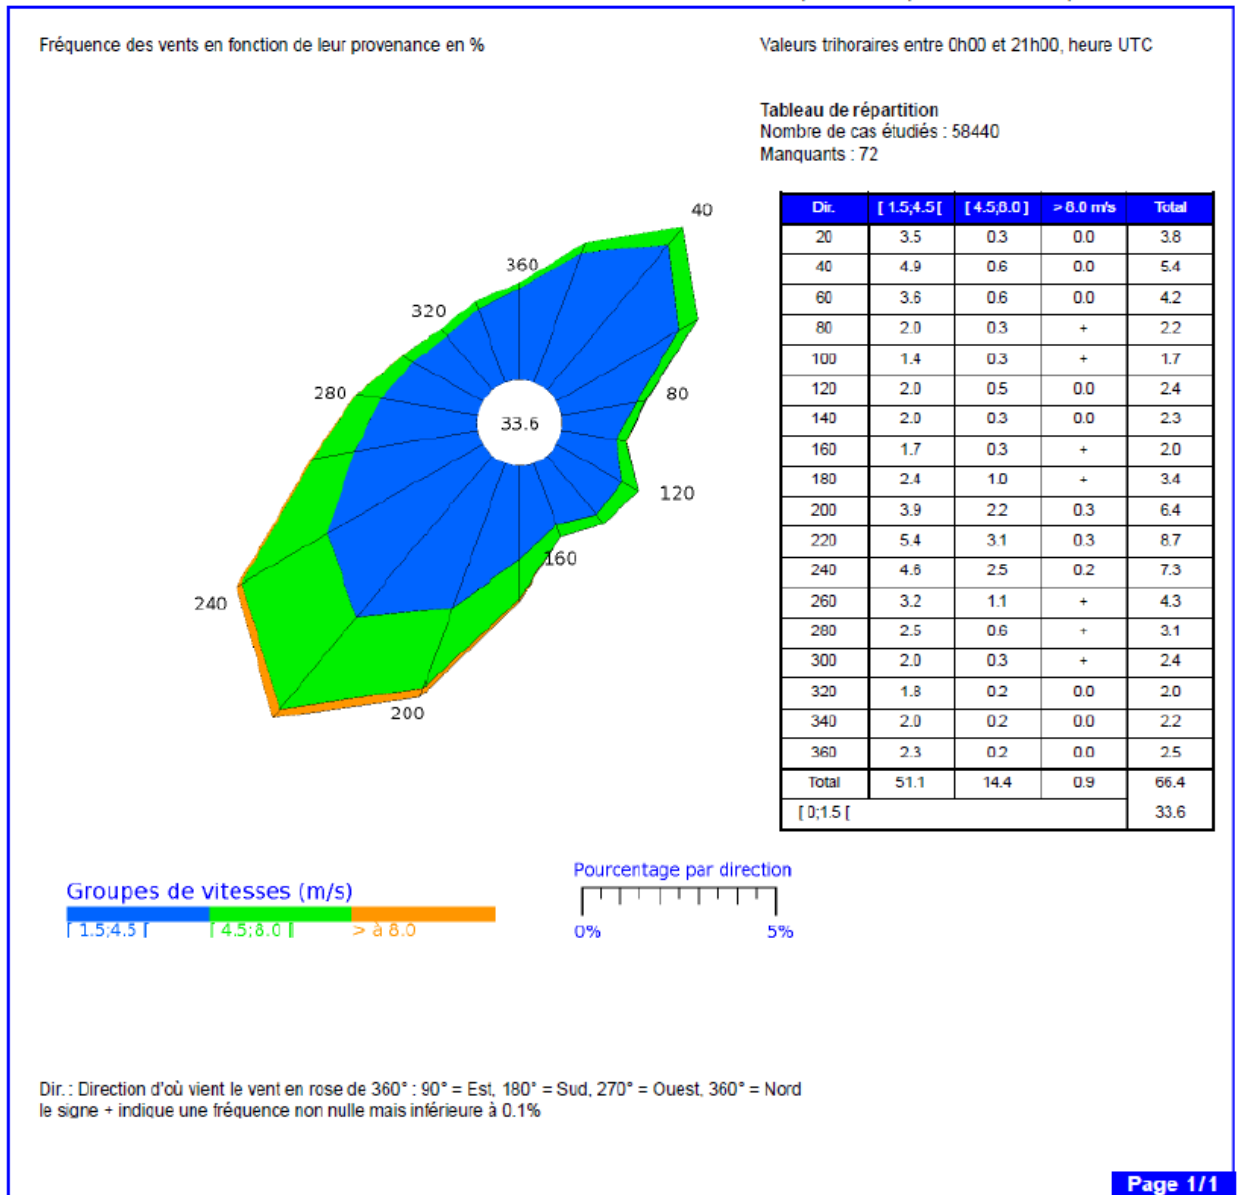 Fréquence des vents en fonction de leur provenance en %
Valeurs trihoraires entre 0h00 et 21h00, heure UTC
Tableau de répartition
Nombre de cas étudiés : 58440
Manquants : 72
Dir. [ 1.5;4.5 [ [ 4.5;8.0 ] > 8.0 m/s Total
20 3.5 0.3 0.0 3.8
40 4.9 0.6 0.0 5.4
60 3.6 0.6 0.0 4.2
80 2.0 0.3 + 2.2
100 1.4 0.3 + 1.7
120 2.0 0.5 0.0 2.4
140 2.0 0.3 0.0 2.3
160 1.7 0.3 + 2.0
180 2.4 1.0 + 3.4
200 3.9 2.2 0.3 6.4
220 5.4 3.1 0.3 8.7
240 4.6 2.5 0.2 7.3
260 3.2 1.1 + 4.3
280 2.5 0.6 + 3.1
300 2.0 0.3 + 2.4
320 1.8 0.2 0.0 2.0
340 2.0 0.2 0.0 2.2
360 2.3 0.2 0.0 2.5
Total 51.1 14.4 0.9 66.4
[ 0;1.5 [ 33.6
40
360
320
280
80
33.6
120
160
240
200
Groupes de vitesses (m/s)
[ 1.5;4.5 [ [ 4.5;8.0 ] > à 8.0
Pourcentage par direction
0% 5%
Dir. : Direction d'où vient le vent en rose de 360° : 90° = Est, 180° = Sud, 270° = Ouest, 360° = Nord
le signe + indique une fréquence non nulle mais inférieure à 0.1%
Page 1/1